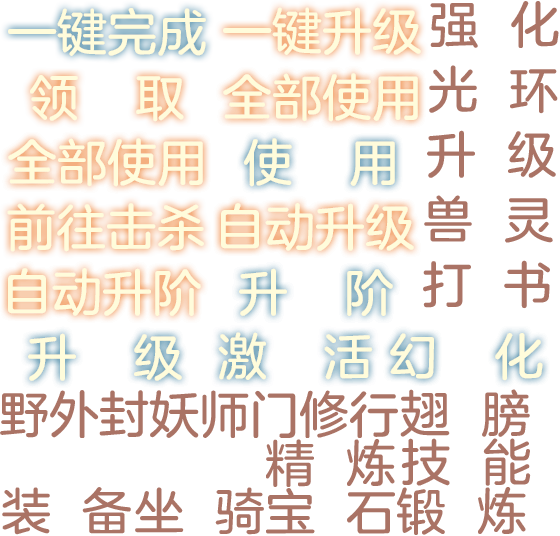 一键完成 一键升级 强 化
领 取 全部使用 光 环
全部使用 使 用 升 级
前往击杀 自动升级 兽 灵
自动升阶 升 阶 打 书
升 级 激 活 幻 化
野外封妖 师门修行 翅 膀
精 炼 技 能
装 备 坐 骑 宝 石 锻 炼